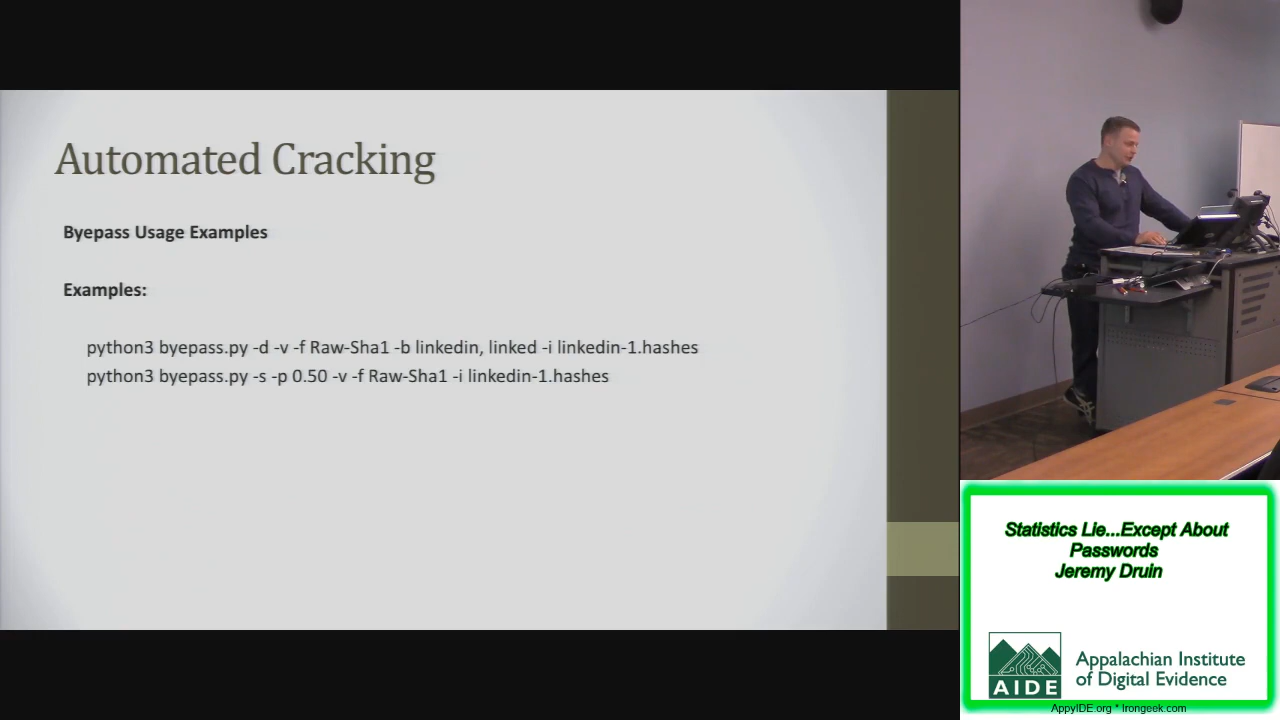 Automated Cracking
Byepass Usage Examples
Examples:
python3 byepass.py -d -v -f Raw-Sha1 -b linkedin, linked -i linkedin-1.hashes
python3 byepass.py -s -p 0.50 -v -f Raw-Sha1 -i linkedin-1.hashes
Statistics Lie...Except About
Passwords
Jeremy Druin
AIDE
Appalachian Institute
of Digital Evidence
AppyIDE.org * Irongeek.com